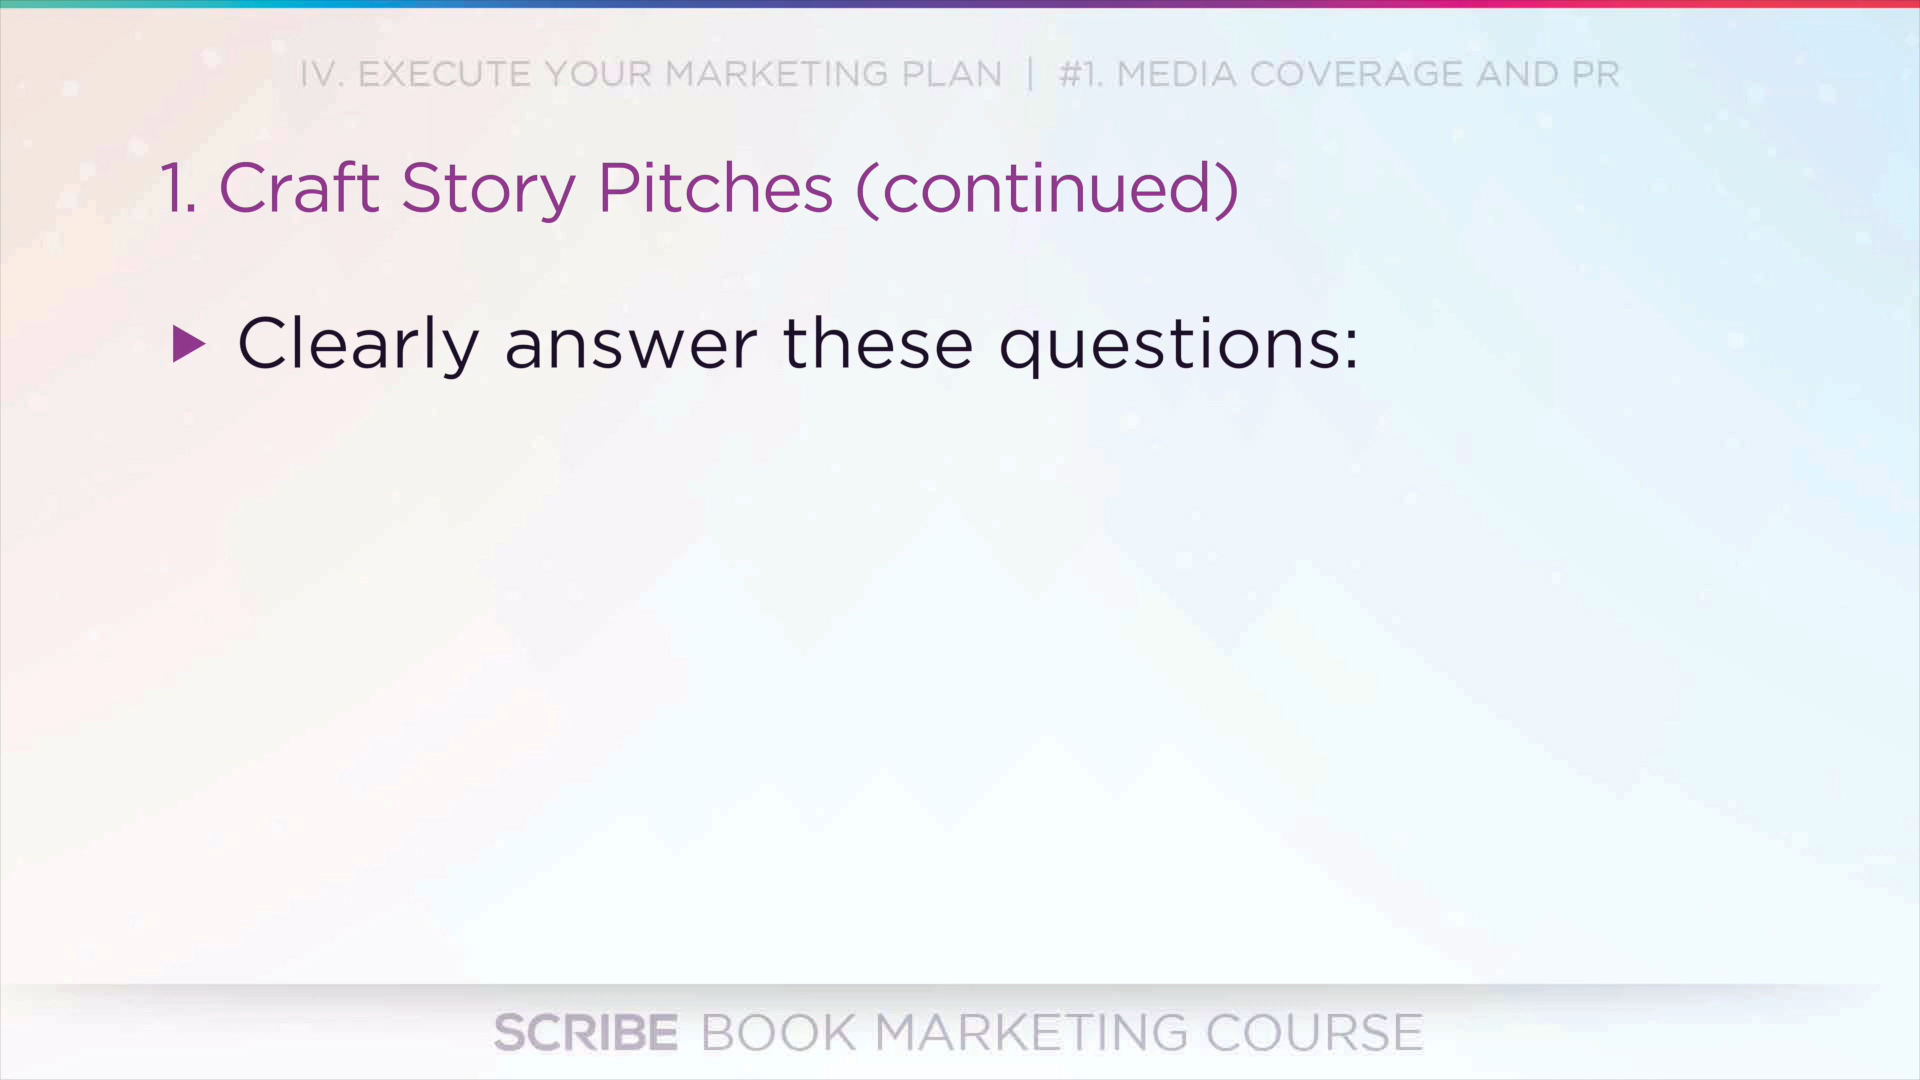 IV. EXECUTE YOUR MARKETING PLAN | #1. MEDIA COVERAGE AND PR
1. Craft Story Pitches (continued)
▶ Clearly answer these questions:
SCRIBE BOOK MARKETING COURSE